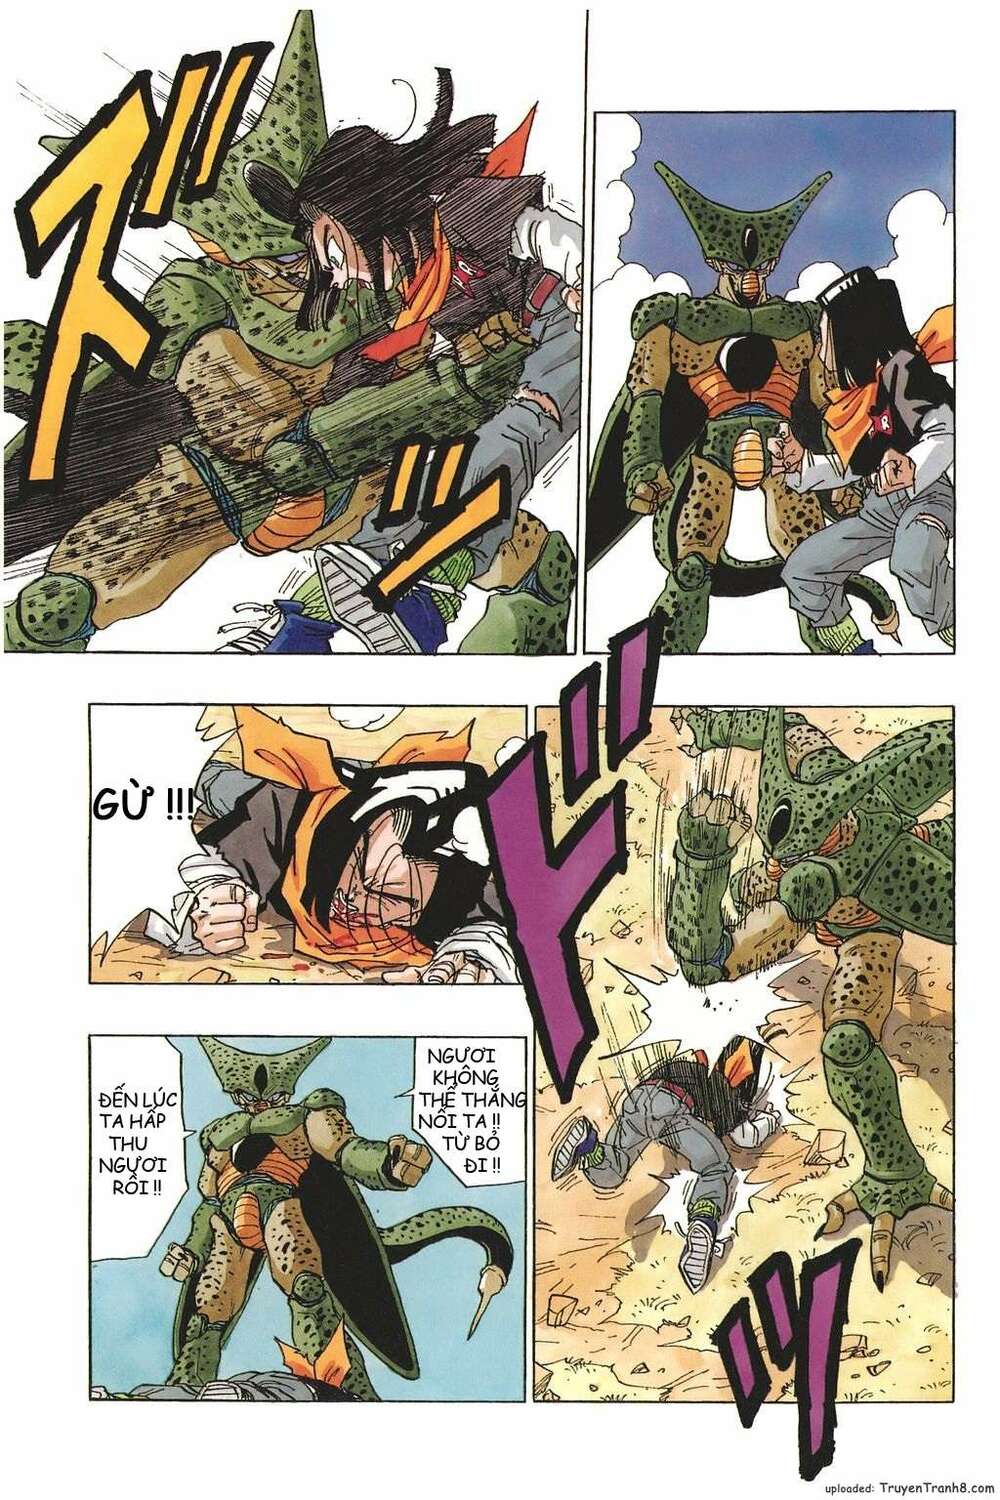 ズッ
R
R
ドッ
GỪ !!!
NGƯƠI
KHÔNG
THỂ THẮNG
NỔI TA !!
TỪ BỎ
ĐI !!
ĐẾN LÚC
TA HẤP
THU
NGƯƠI
RỒI !!
uploaded: TruyenTranh8.com